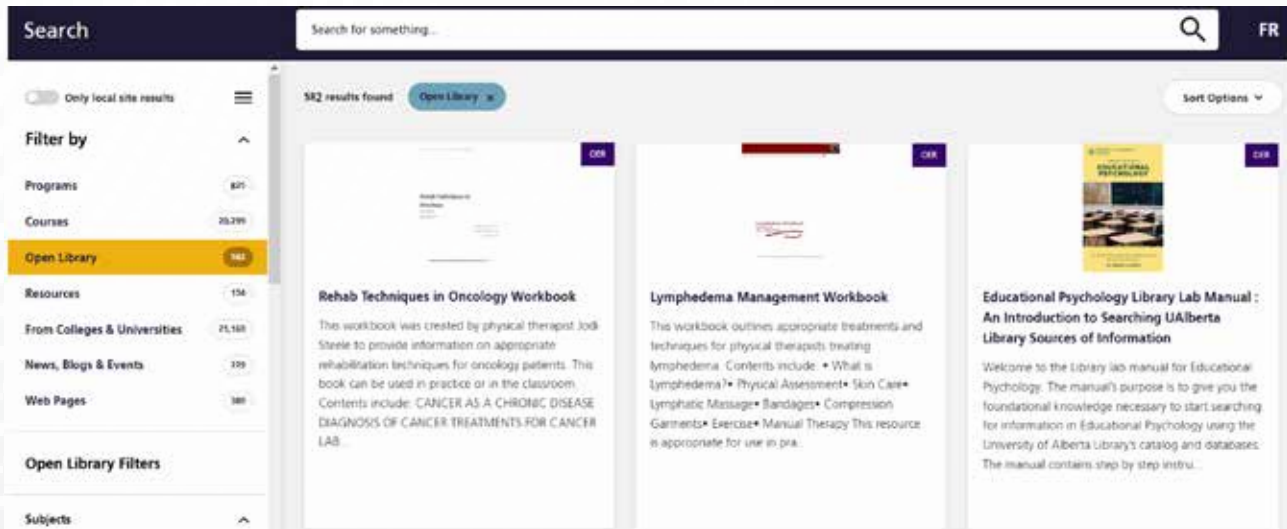 Search
Search for something...
FR
Only local site results
582 results found
Open Library x
Sort Options
Filter by
Programs
Courses
Open Library
Resources
From Colleges & Universities
News, Blogs & Events
Web Pages
Open Library Filters
Subjects
OER
Rehab Techniques in Oncology Workbook
This workbook was created by physical therapist Jodi
Steele to provide information on appropriate
rehabilitation techniques for oncology patients. This
book can be used in practice or in the classroom.
Contents include: CANCER AS A CHRONIC DISEASE
DIAGNOSIS OF CANCER TREATMENTS FOR CANCER
LAB...
OER
Lymphedema Management Workbook
This workbook outlines appropriate treatments and
techniques for physical therapists treating
lymphedema. Contents include: • What is
Lymphedema?• Physical Assessment• Skin Care•
Lymphatic Massage• Bandages• Compression
Garments• Exercise• Manual Therapy This resource
is appropriate for use in pra...
OER
EDUCATIONAL
PSYCHOLOGY
Educational Psychology Library Lab Manual :
An Introduction to Searching UAlberta
Library Sources of Information
Welcome to the Library lab manual for Educational
Psychology. The manual's purpose is to give you the
foundational knowledge necessary to start searching
for information in Educational Psychology using the
University of Alberta Library's catalog and databases.
The manual contains step by step instru...